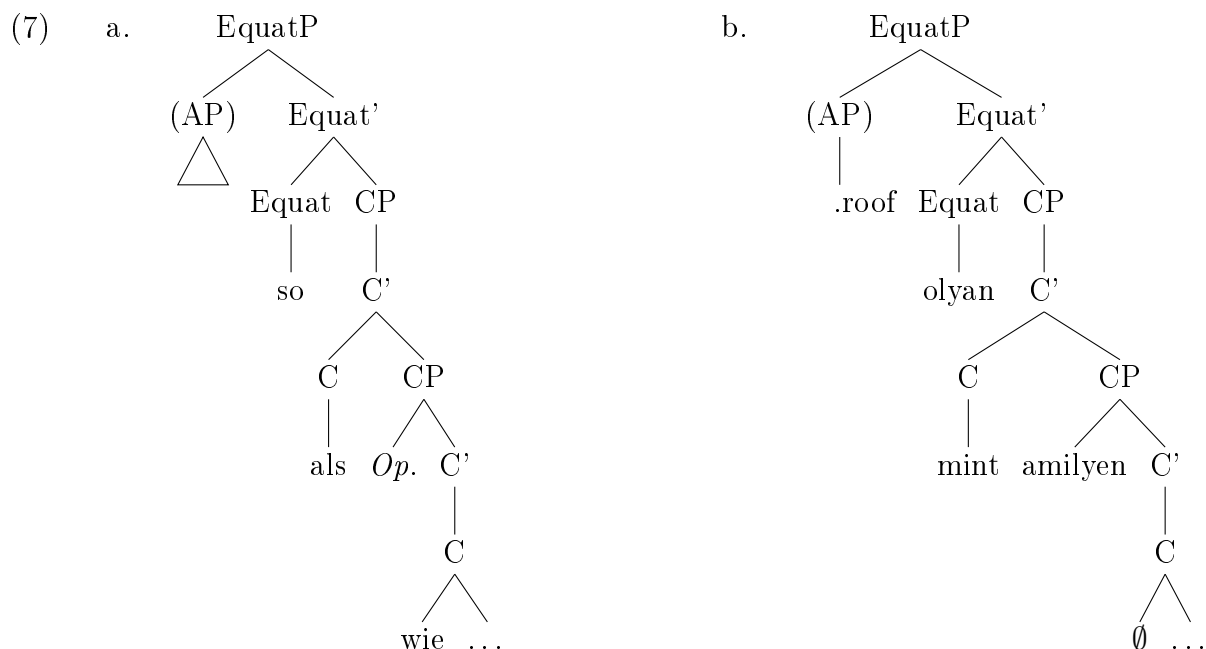 (7) a. EquatP b. EquatP
(AP) Equat’ (AP) Equat’
Equat CP .roof Equat CP
so C’ olyan C’
C CP C CP
als Op. C’ mint amilyen C’
C C
wie ... ∅ ...